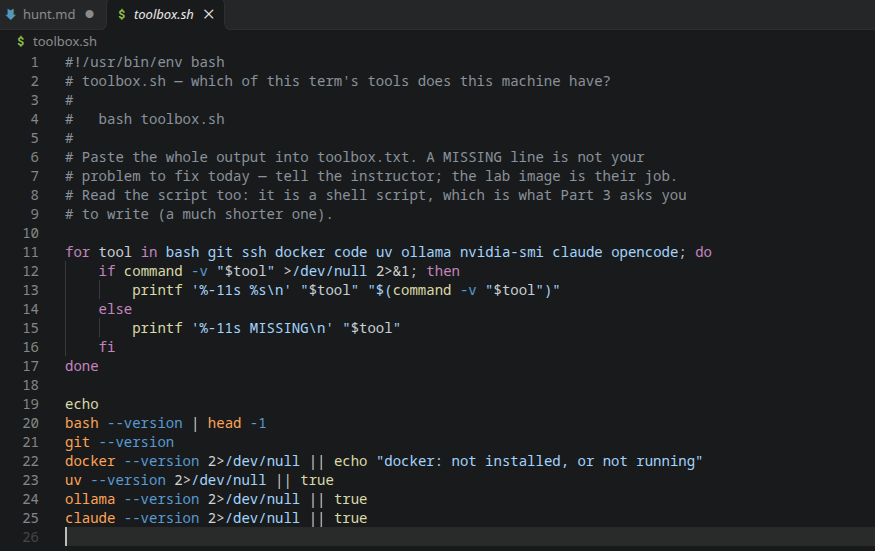 hunt.md
$ toolbox.sh
$ toolbox.sh
1 #!/usr/bin/env bash
2 # toolbox.sh — which of this term's tools does this machine have?
3 #
4 #   bash toolbox.sh
5 #
6 # Paste the whole output into toolbox.txt. A MISSING line is not your
7 # problem to fix today — tell the instructor; the lab image is their job.
8 # Read the script too: it is a shell script, which is what Part 3 asks you
9 # to write (a much shorter one).
10
11 for tool in bash git ssh docker code uv ollama nvidia-smi claude opencode; do
12     if command -v "$tool" >/dev/null 2>&1; then
13         printf '%-11s %s\n' "$tool" "$(command -v "$tool")"
14     else
15         printf '%-11s MISSING\n' "$tool"
16     fi
17 done
18
19 echo
20 bash --version | head -1
21 git --version
22 docker --version 2>/dev/null || echo "docker: not installed, or not running"
23 uv --version 2>/dev/null || true
24 ollama --version 2>/dev/null || true
25 claude --version 2>/dev/null || true
26